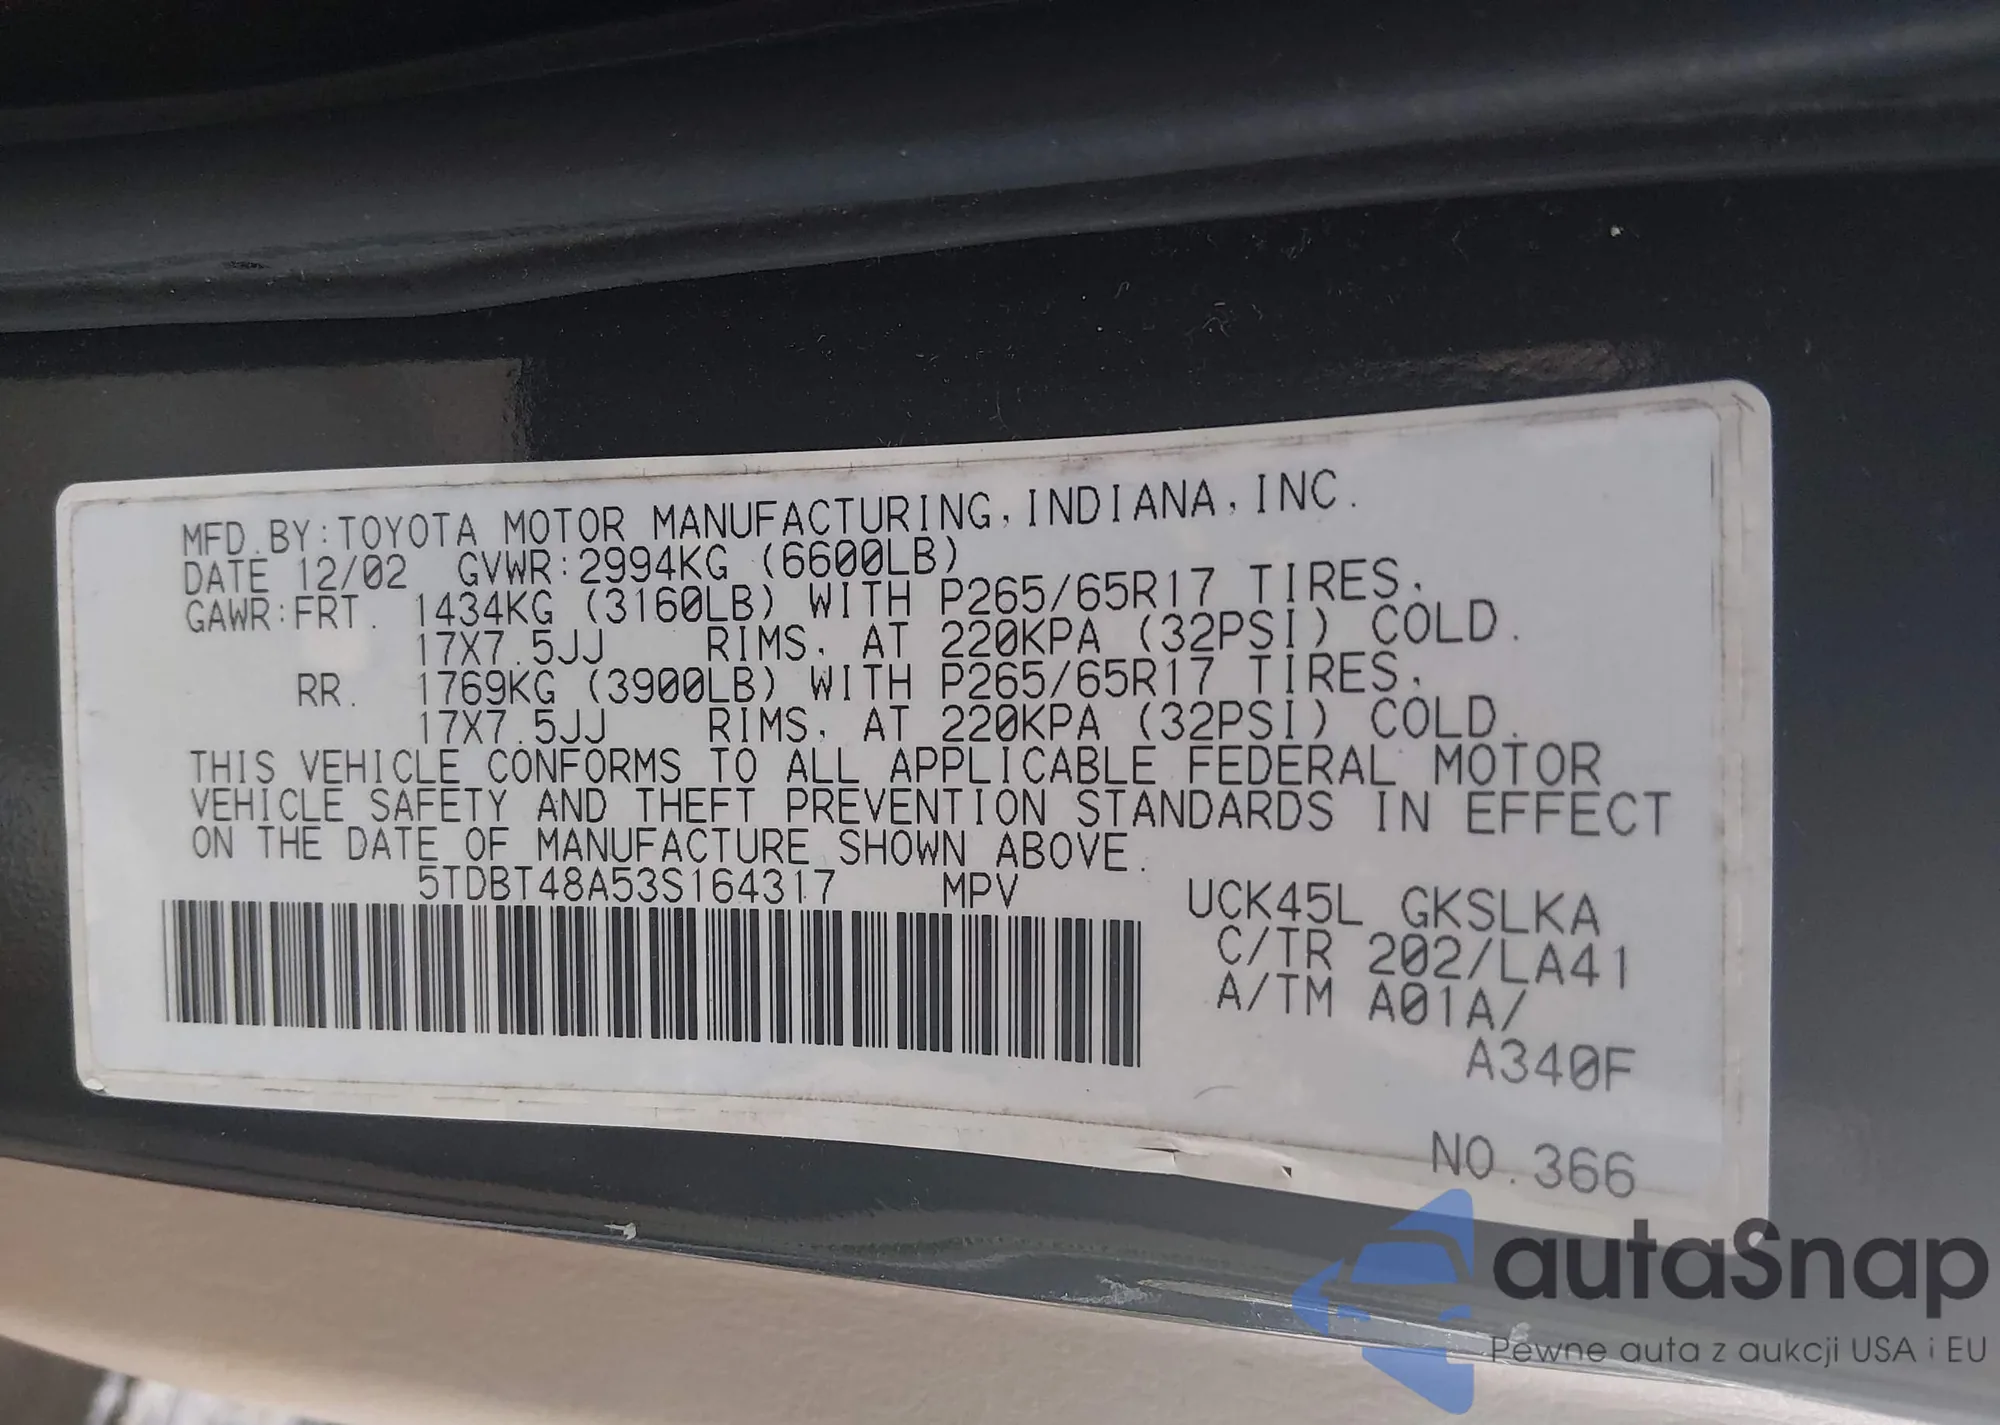 MFD.BY:TOYOTA MOTOR MANUFACTURING,INDIANA,INC.
DATE 12/02 GVWR:2994KG (6600LB)
GAWR:FRT. 1434KG (3160LB) WITH P265/65R17 TIRES.
17X7.5JJ RIMS. AT 220KPA (32PSI) COLD.
RR. 1769KG (3900LB) WITH P265/65R17 TIRES.
17X7.5JJ RIMS. AT 220KPA (32PSI) COLD.
THIS VEHICLE CONFORMS TO ALL APPLICABLE FEDERAL MOTOR
VEHICLE SAFETY AND THEFT PREVENTION STANDARDS IN EFFECT
ON THE DATE OF MANUFACTURE SHOWN ABOVE.
5TDBT48A53S164317 MPV
UCK45L GKSLKA
C/TR 202/LA41
A/TM A01A/
A340F
NO.366
autaSnap
Pewne auta z aukcji USA i EU